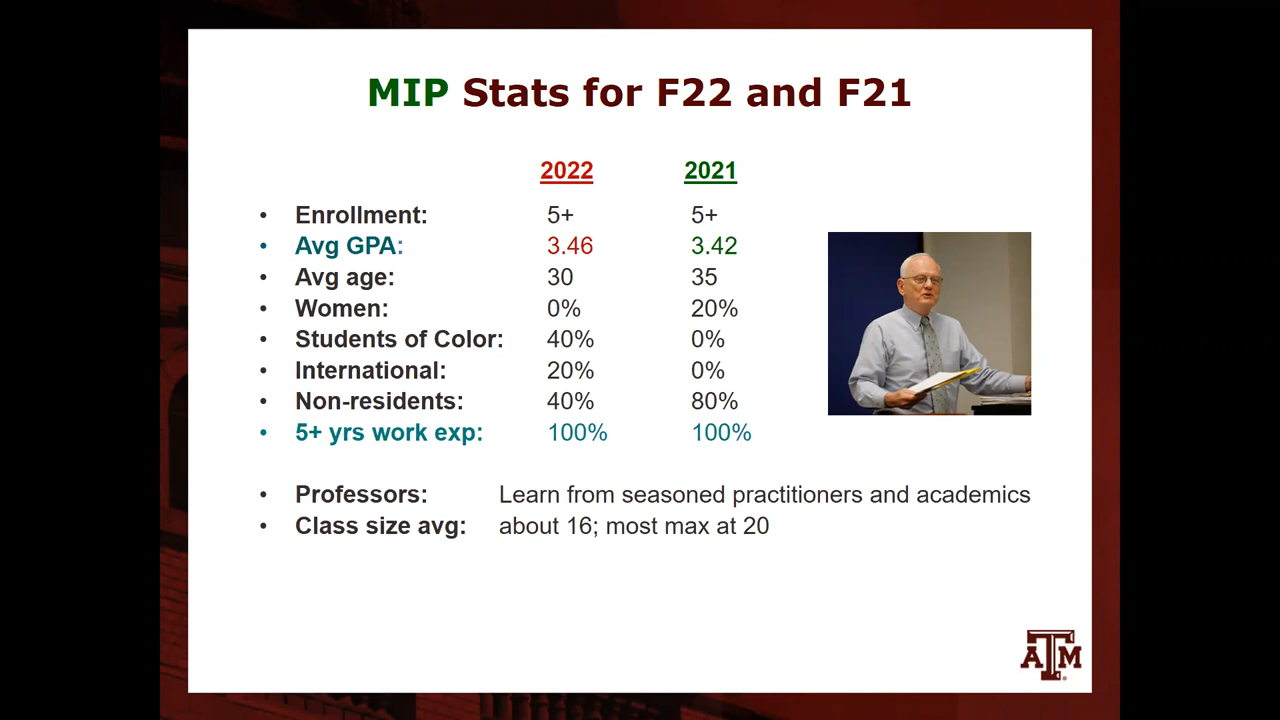 MIP Stats for F22 and F21
2022 2021
• Enrollment: 5+ 5+
• Avg GPA: 3.46 3.42
• Avg age: 30 35
• Women: 0% 20%
• Students of Color: 40% 0%
• International: 20% 0%
• Non-residents: 40% 80%
• 5+ yrs work exp: 100% 100%
• Professors: Learn from seasoned practitioners and academics
• Class size avg: about 16; most max at 20
ATM